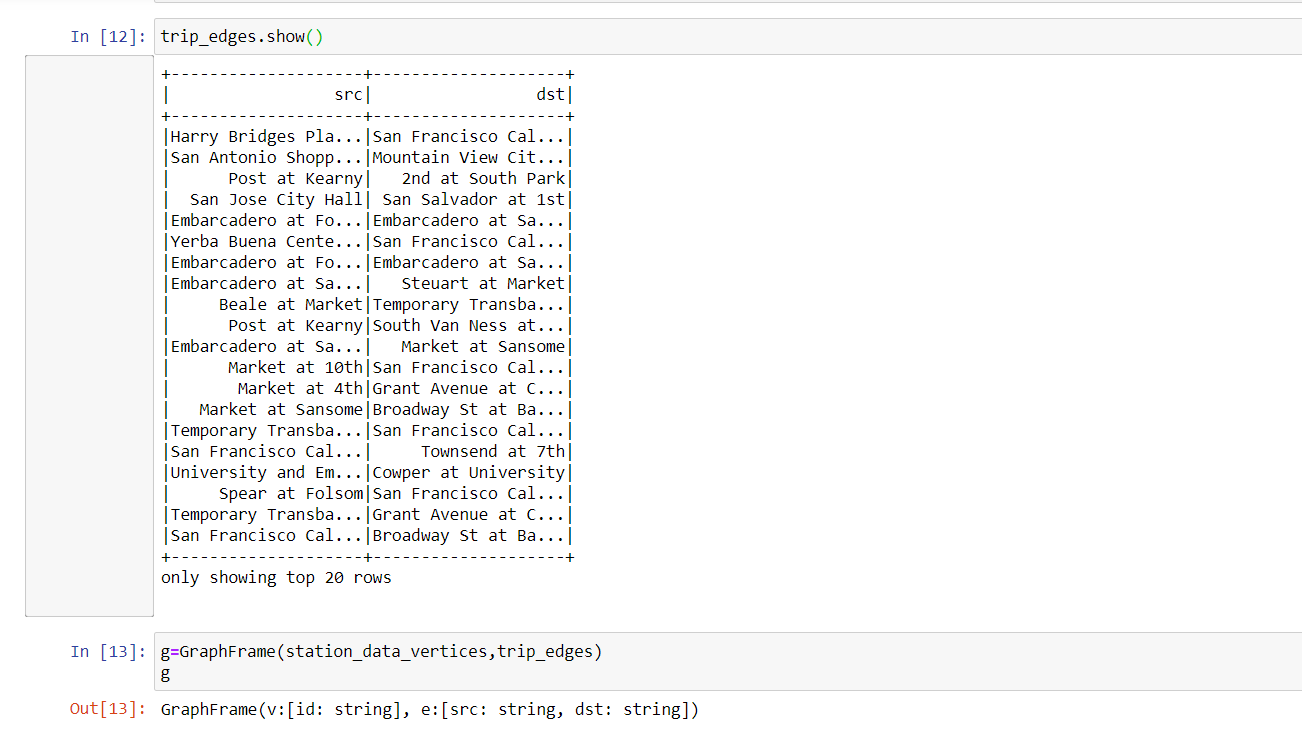 In [12]: trip_edges.show()
+--------------------+--------------------+
|                 src|                 dst|
+--------------------+--------------------+
|Harry Bridges Pla...|San Francisco Cal...|
|San Antonio Shopp...|Mountain View Cit...|
|      Post at Kearny|   2nd at South Park|
|  San Jose City Hall| San Salvador at 1st|
|Embarcadero at Fo...|Embarcadero at Sa...|
|Yerba Buena Cente...|San Francisco Cal...|
|Embarcadero at Fo...|Embarcadero at Sa...|
|Embarcadero at Sa...|   Steuart at Market|
|     Beale at Market|Temporary Transba...|
|      Post at Kearny|South Van Ness at...|
|Embarcadero at Sa...|   Market at Sansome|
|      Market at 10th|San Francisco Cal...|
|       Market at 4th|Grant Avenue at C...|
|   Market at Sansome|Broadway St at Ba...|
|Temporary Transba...|San Francisco Cal...|
|San Francisco Cal...|     Townsend at 7th|
|University and Em...|Cowper at University|
|     Spear at Folsom|San Francisco Cal...|
|Temporary Transba...|Grant Avenue at C...|
|San Francisco Cal...|Broadway St at Ba...|
+--------------------+--------------------+
only showing top 20 rows
In [13]: g=GraphFrame(station_data_vertices,trip_edges)
g
Out[13]: GraphFrame(v:[id: string], e:[src: string, dst: string])